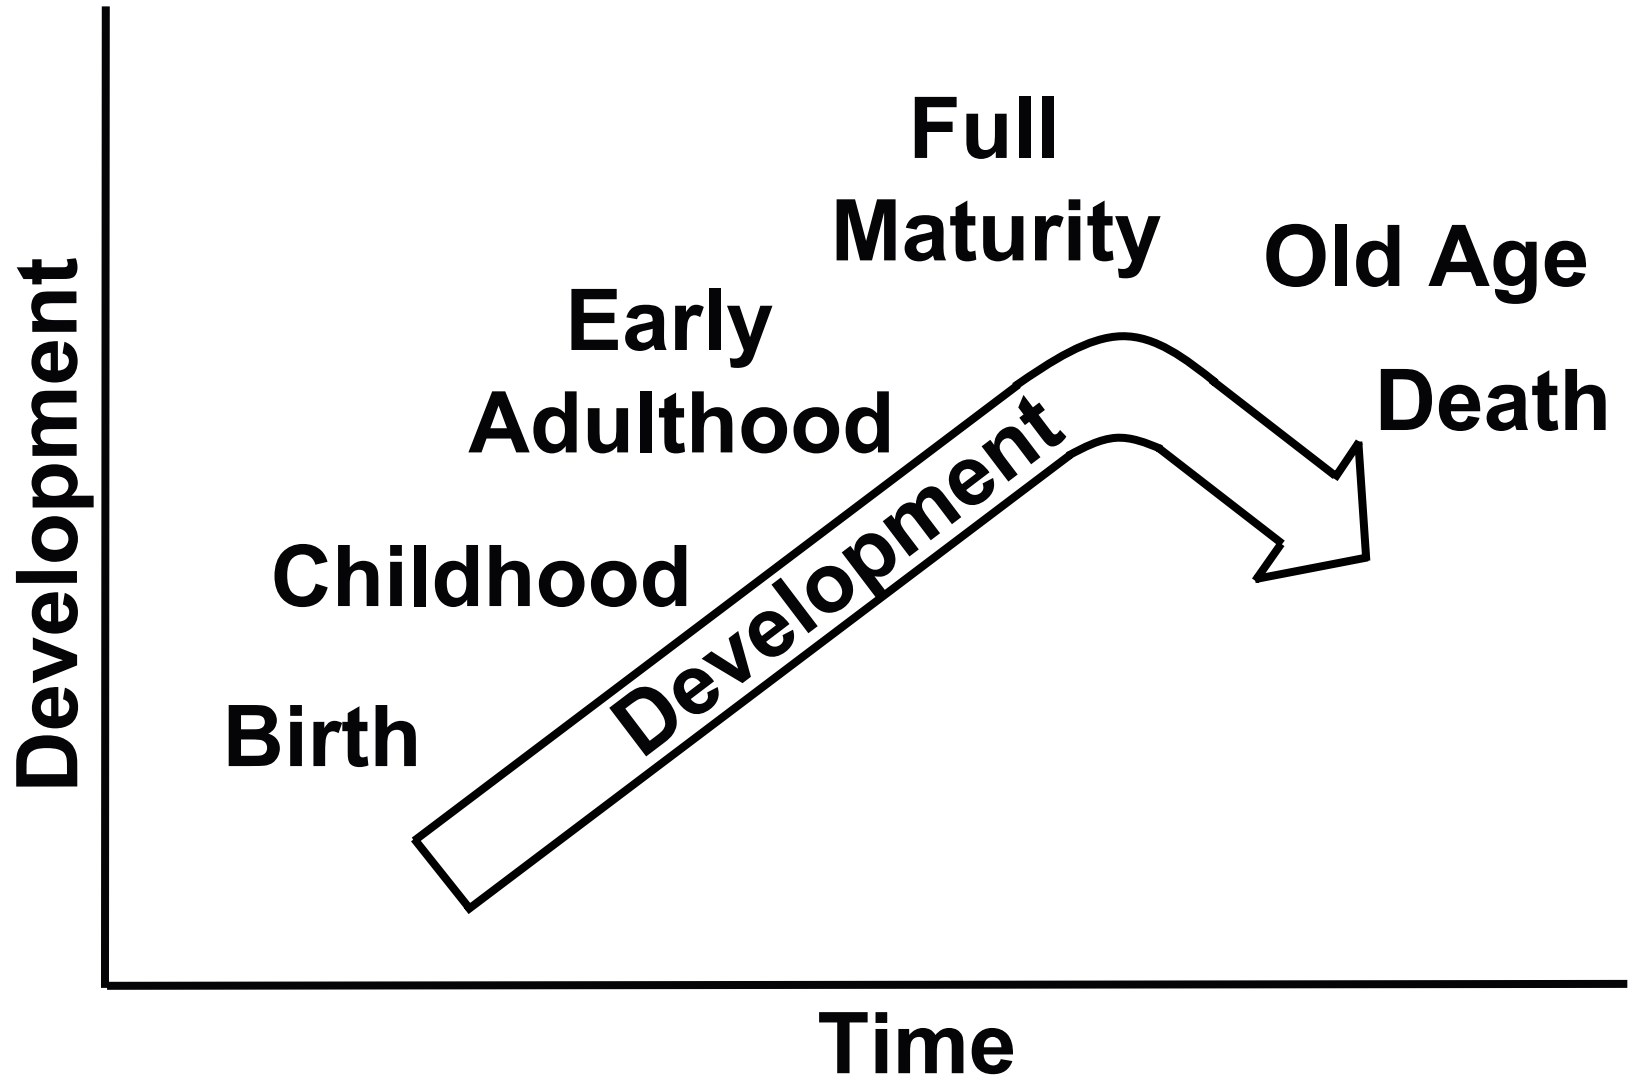 Full
Maturity
Old Age
Early
Adulthood
Death
Childhood
Birth
Development
Development
Time